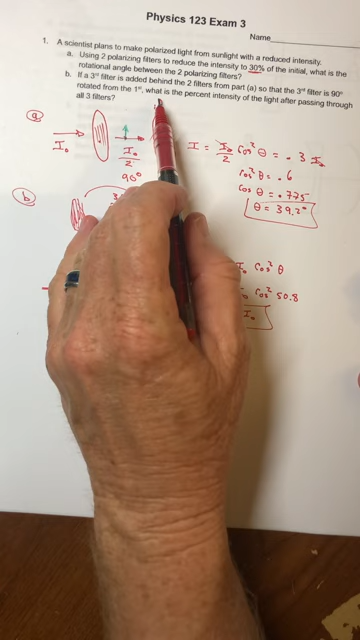 Physics 123 Exam 3
Name
1. A scientist plans to make polarized light from sunlight with a reduced intensity.
a. Using 2 polarizing filters to reduce the intensity to 30% of the initial, what is the
rotational angle between the 2 polarizing filters?
b. If a 3rd filter is added behind the 2 filters from part (a) so that the 3rd filter is 90°
rotated from the 1st, what is the percent intensity of the light after passing through
all 3 filters?
a
I₀
I₀/2
90°
I = I₀/2 cos² θ = .3 I₀
cos² θ = .6
cos θ = .775
θ = 39.2°
b
I₀ cos² θ
cos² 50.8
I₀